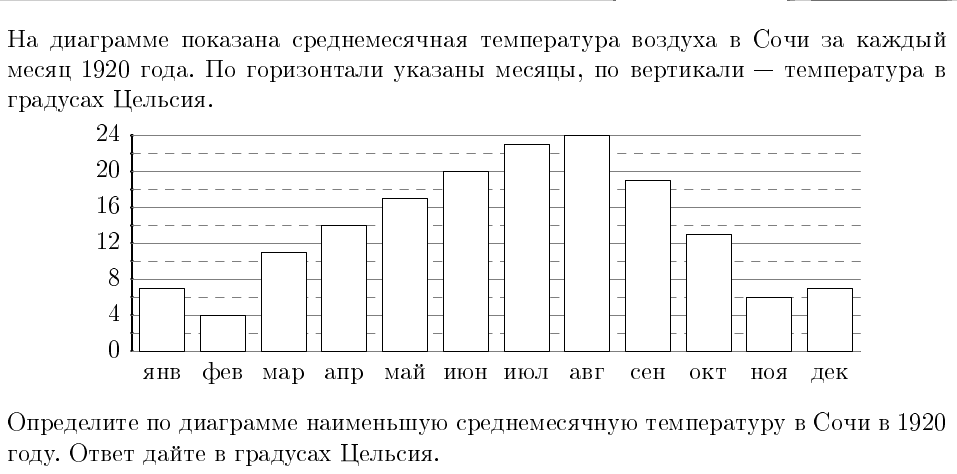 На диаграмме показана среднемесячная температура воздуха в Сочи за каждый
месяц 1920 года. По горизонтали указаны месяцы, по вертикали — температура в
градусах Цельсия.
24
20
16
12
8
4
0
янв фев мар апр май июн июл авг сен окт ноя дек
Определите по диаграмме наименьшую среднемесячную температуру в Сочи в 1920
году. Ответ дайте в градусах Цельсия.